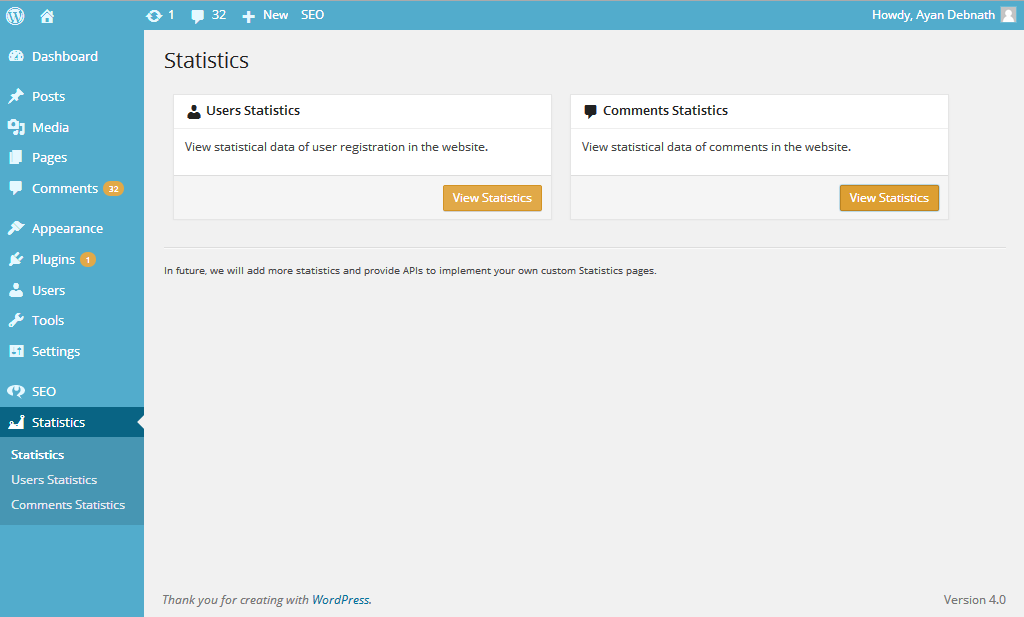 1 32 New SEO Howdy, Ayan Debnath
Dashboard
Posts
Media
Pages
Comments 32
Appearance
Plugins 1
Users
Tools
Settings
SEO
Statistics
Statistics
Users Statistics
Comments Statistics
Statistics
Users Statistics
View statistical data of user registration in the website.
View Statistics
Comments Statistics
View statistical data of comments in the website.
View Statistics
In future, we will add more statistics and provide APIs to implement your own custom Statistics pages.
Thank you for creating with WordPress. Version 4.0